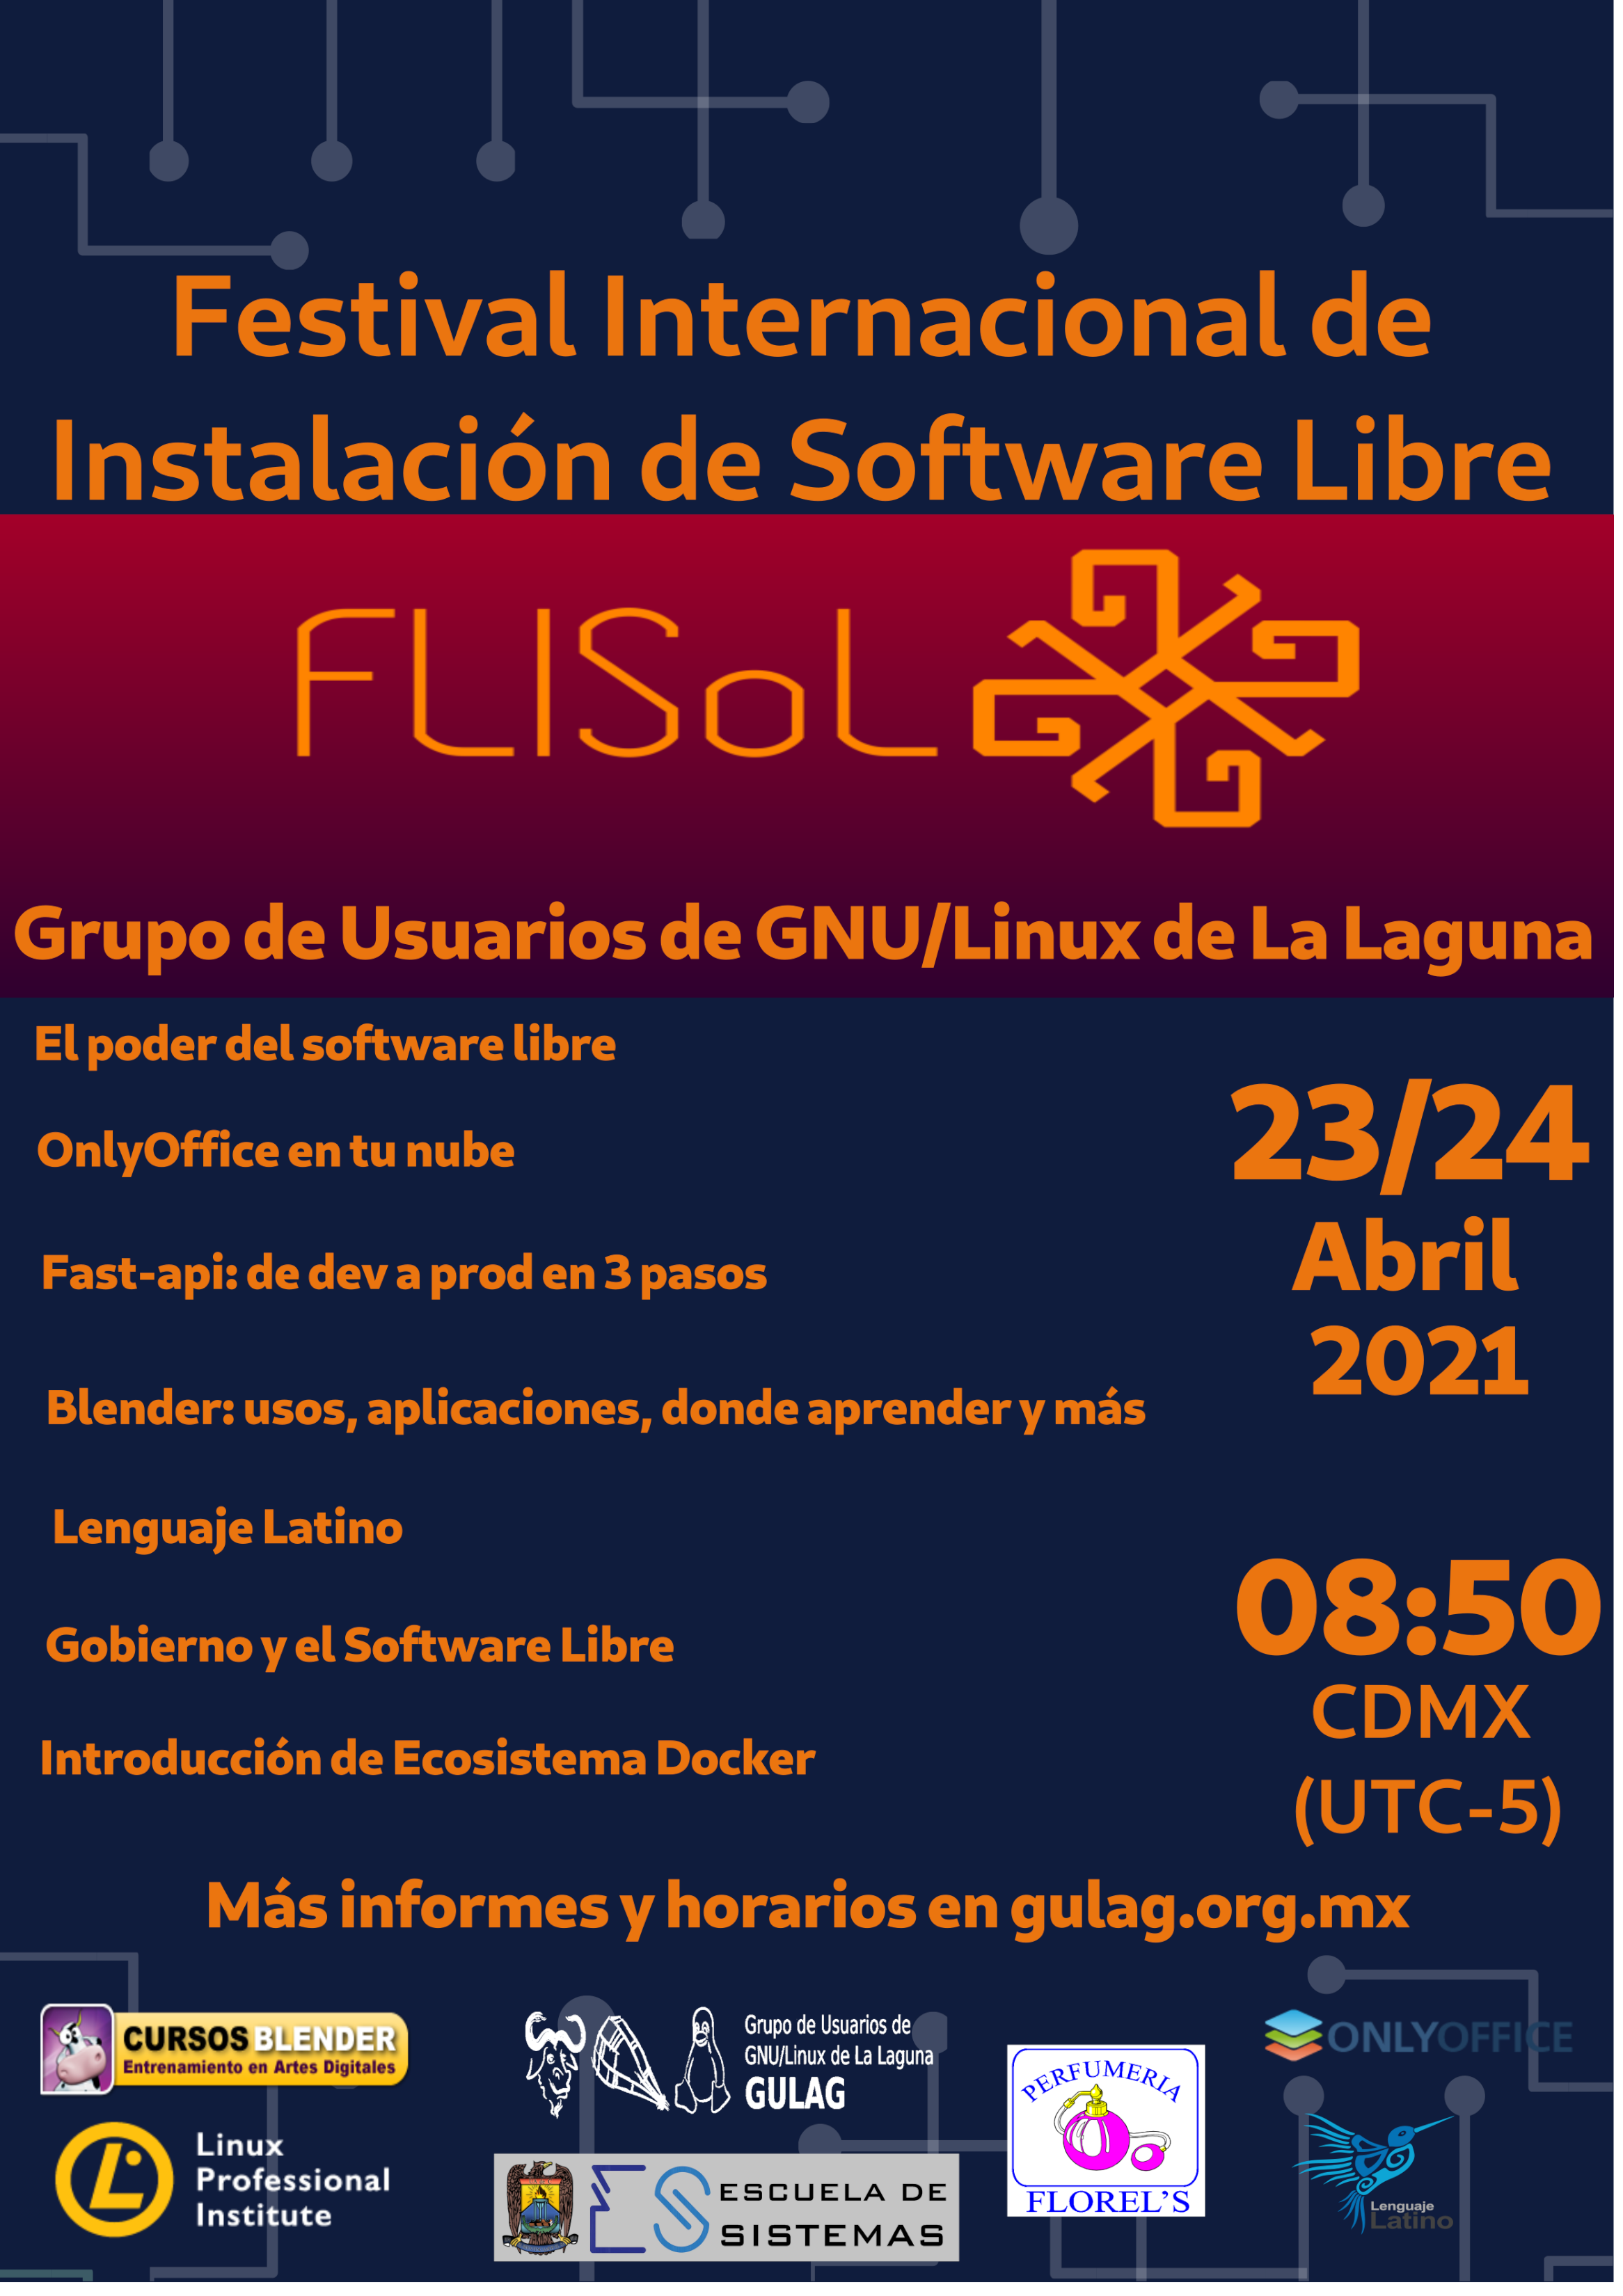 Festival Internacional de
Instalación de Software Libre
FLISoL
Grupo de Usuarios de GNU/Linux de La Laguna
El poder del software libre
OnlyOffice en tu nube
Fast-api: de dev a prod en 3 pasos
Blender: usos, aplicaciones, donde aprender y más
Lenguaje Latino
Gobierno y el Software Libre
Introducción de Ecosistema Docker
23/24
Abril
2021
08:50
CDMX
(UTC-5)
Más informes y horarios en gulag.org.mx
CURSOS BLENDER
Entrenamiento en Artes Digitales
Linux
Professional
Institute
Grupo de Usuarios de
GNU/Linux de La Laguna
GULAG
ES ESCUELA DE
SISTEMAS
PERFUMERIA
FLOREL'S
ONLYOFFICE
Lenguaje
Latino